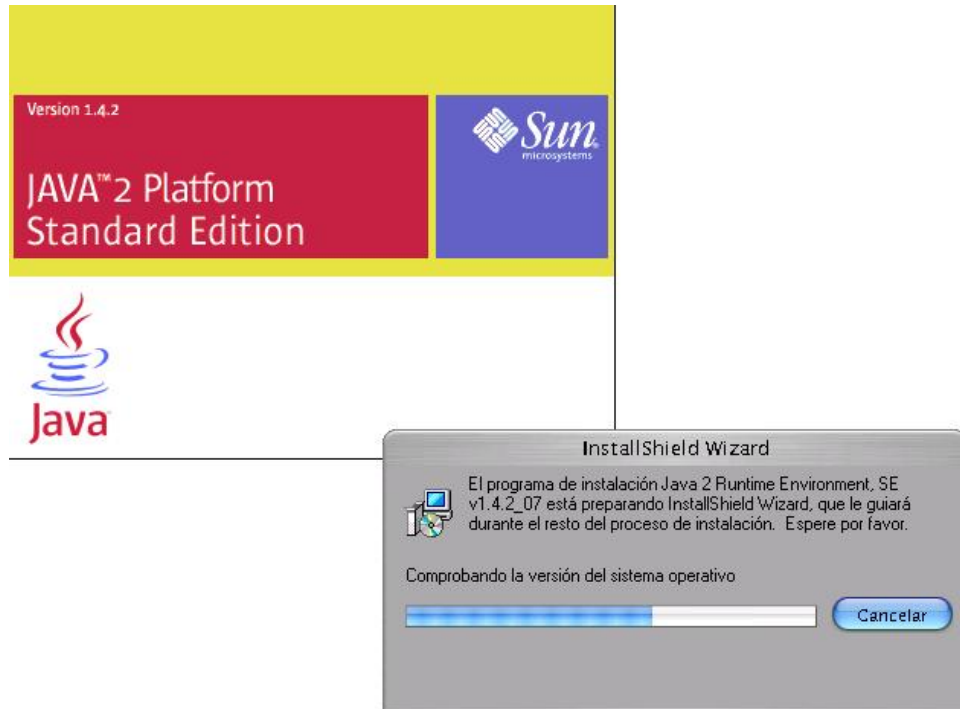 Version 1.4.2
Sun
microsystems
JAVA™2 Platform
Standard Edition
Java
InstallShield Wizard
El programa de instalación Java 2 Runtime Environment, SE
v1.4.2_07 está preparando InstallShield Wizard, que le guiará
durante el resto del proceso de instalación. Espere por favor.
Comprobando la versión del sistema operativo
Cancelar